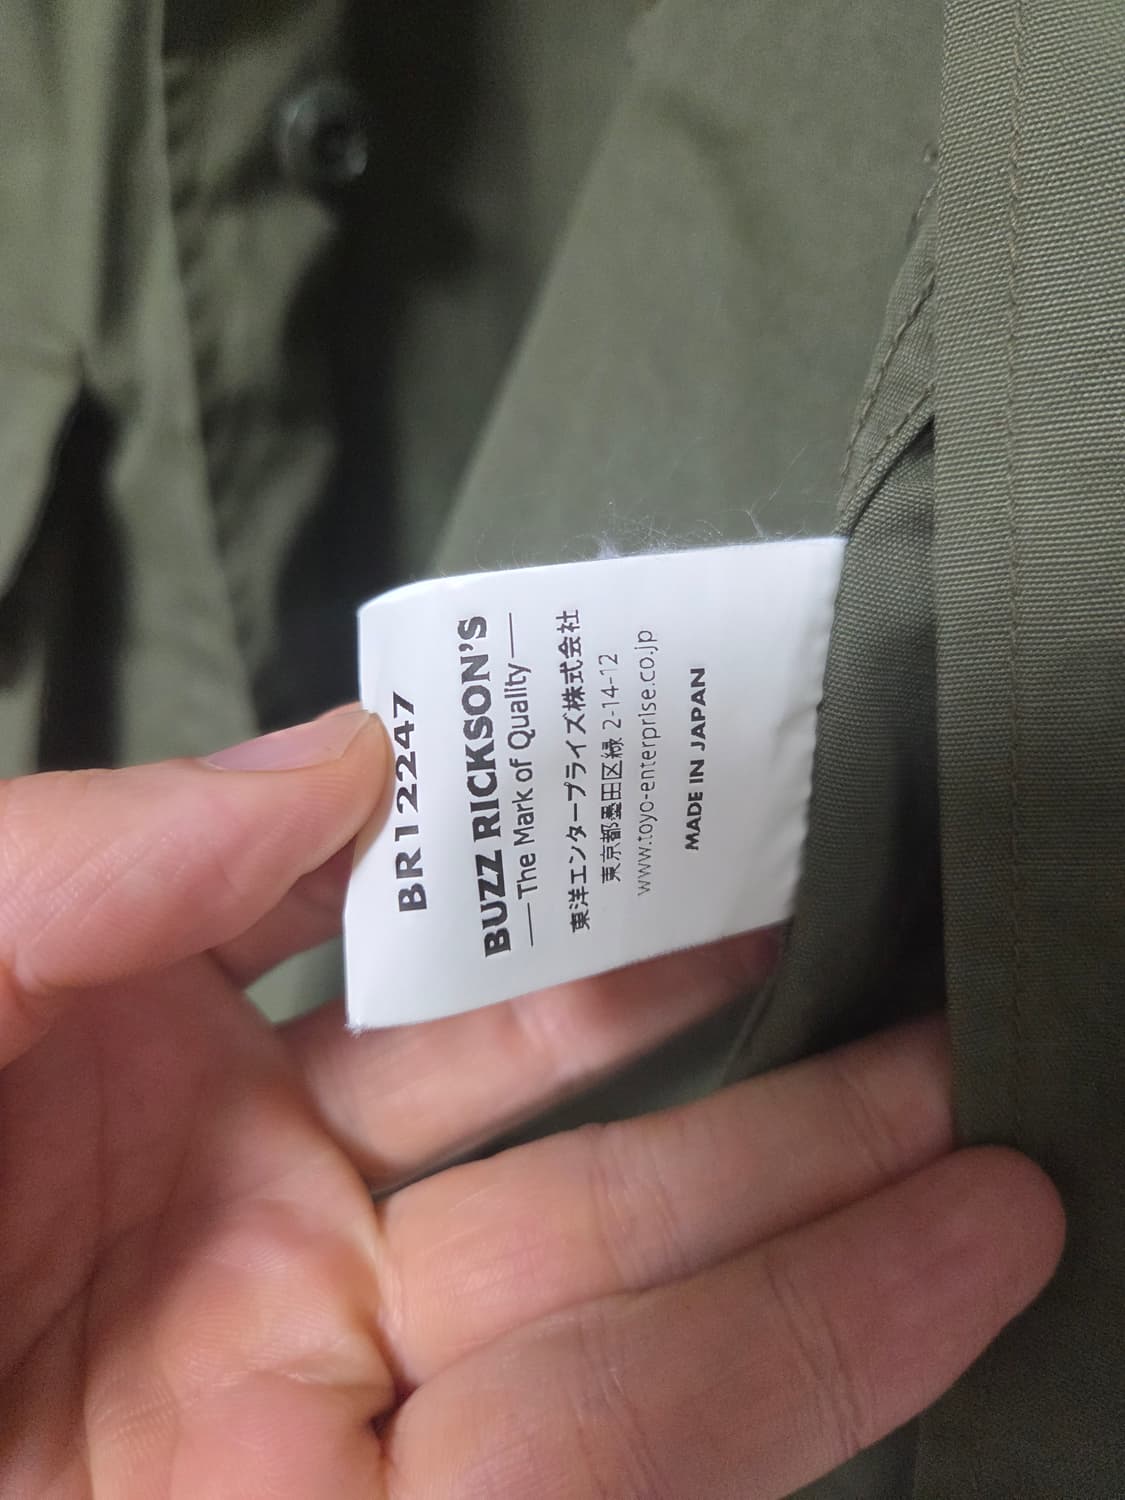 BR12247
BUZZ RICKSON'S
The Mark of Quality
東洋エンタープライズ株式会社
東京都墨田区緑 2-14-12
www.toyo-enterprise.co.jp
MADE IN JAPAN